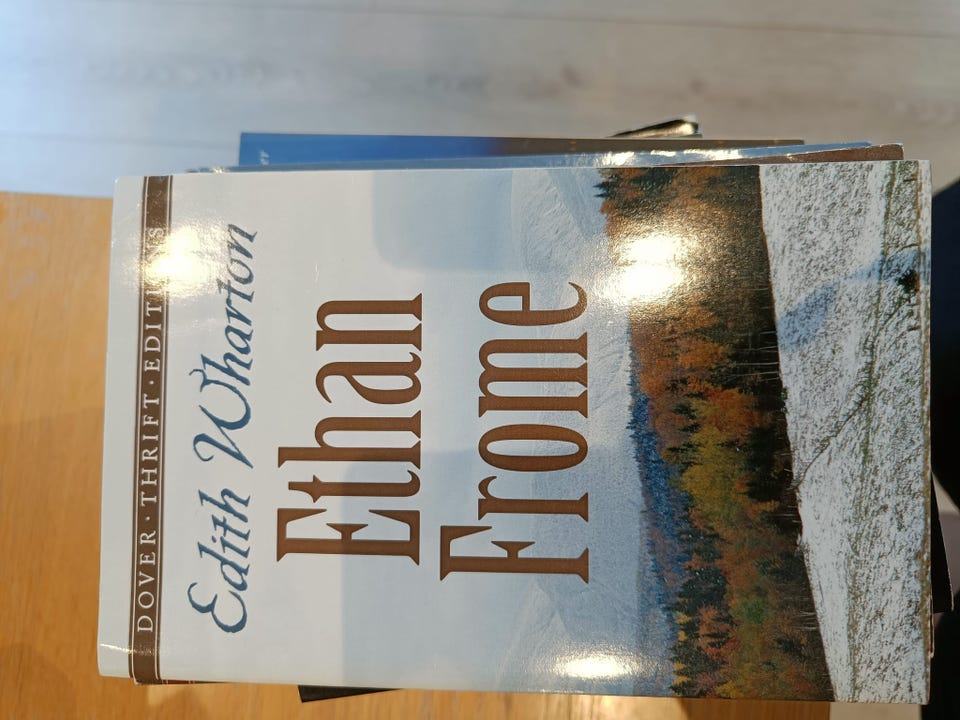 DOVER · THRIFT · EDITIONS
Edith Wharton
Ethan
Frome